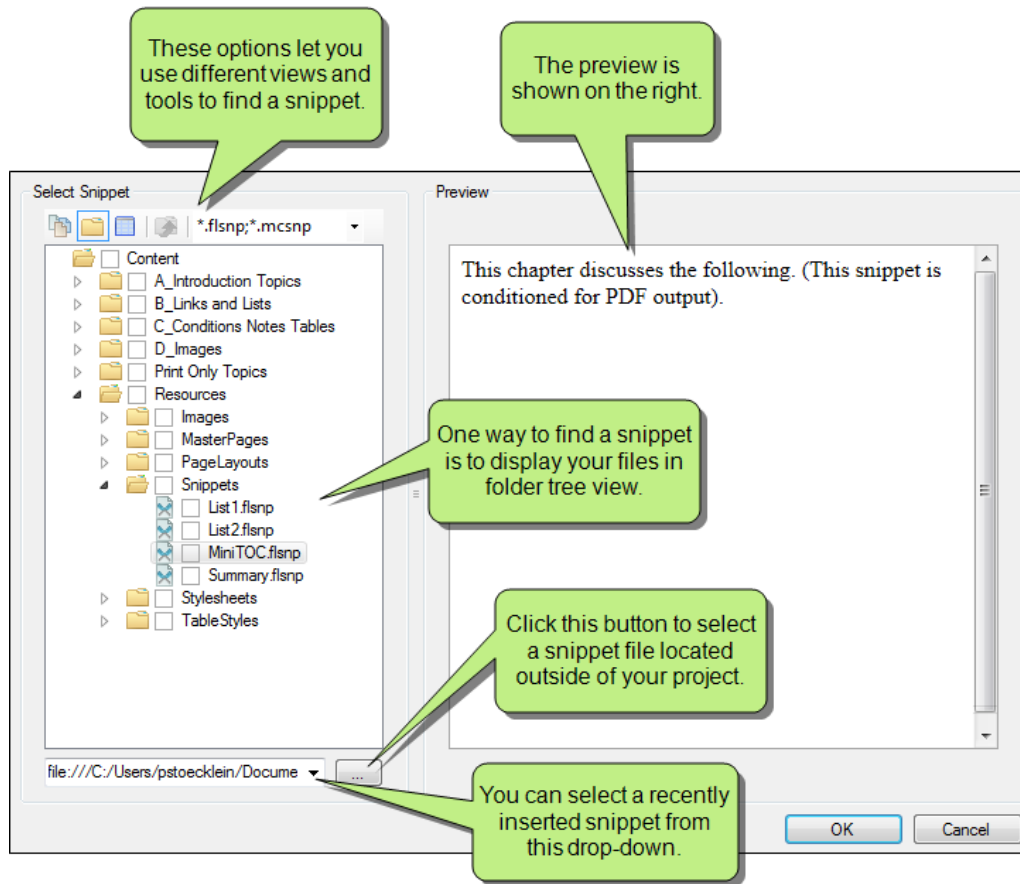 These options let you
use different views and
tools to find a snippet.
The preview is
shown on the right.
Select Snippet
*.flsnp;*.mcsnp
Content
A_Introduction Topics
B_Links and Lists
C_Conditions Notes Tables
D_Images
Print Only Topics
Resources
Images
MasterPages
PageLayouts
Snippets
List1.flsnp
List2.flsnp
MiniTOC.flsnp
Summary.flsnp
Stylesheets
TableStyles
file:///C:/Users/pstoecklein/Docume
...
Preview
This chapter discusses the following. (This snippet is
conditioned for PDF output).
One way to find a snippet
is to display your files in
folder tree view.
Click this button to select
a snippet file located
outside of your project.
You can select a recently
inserted snippet from
this drop-down.
OK
Cancel